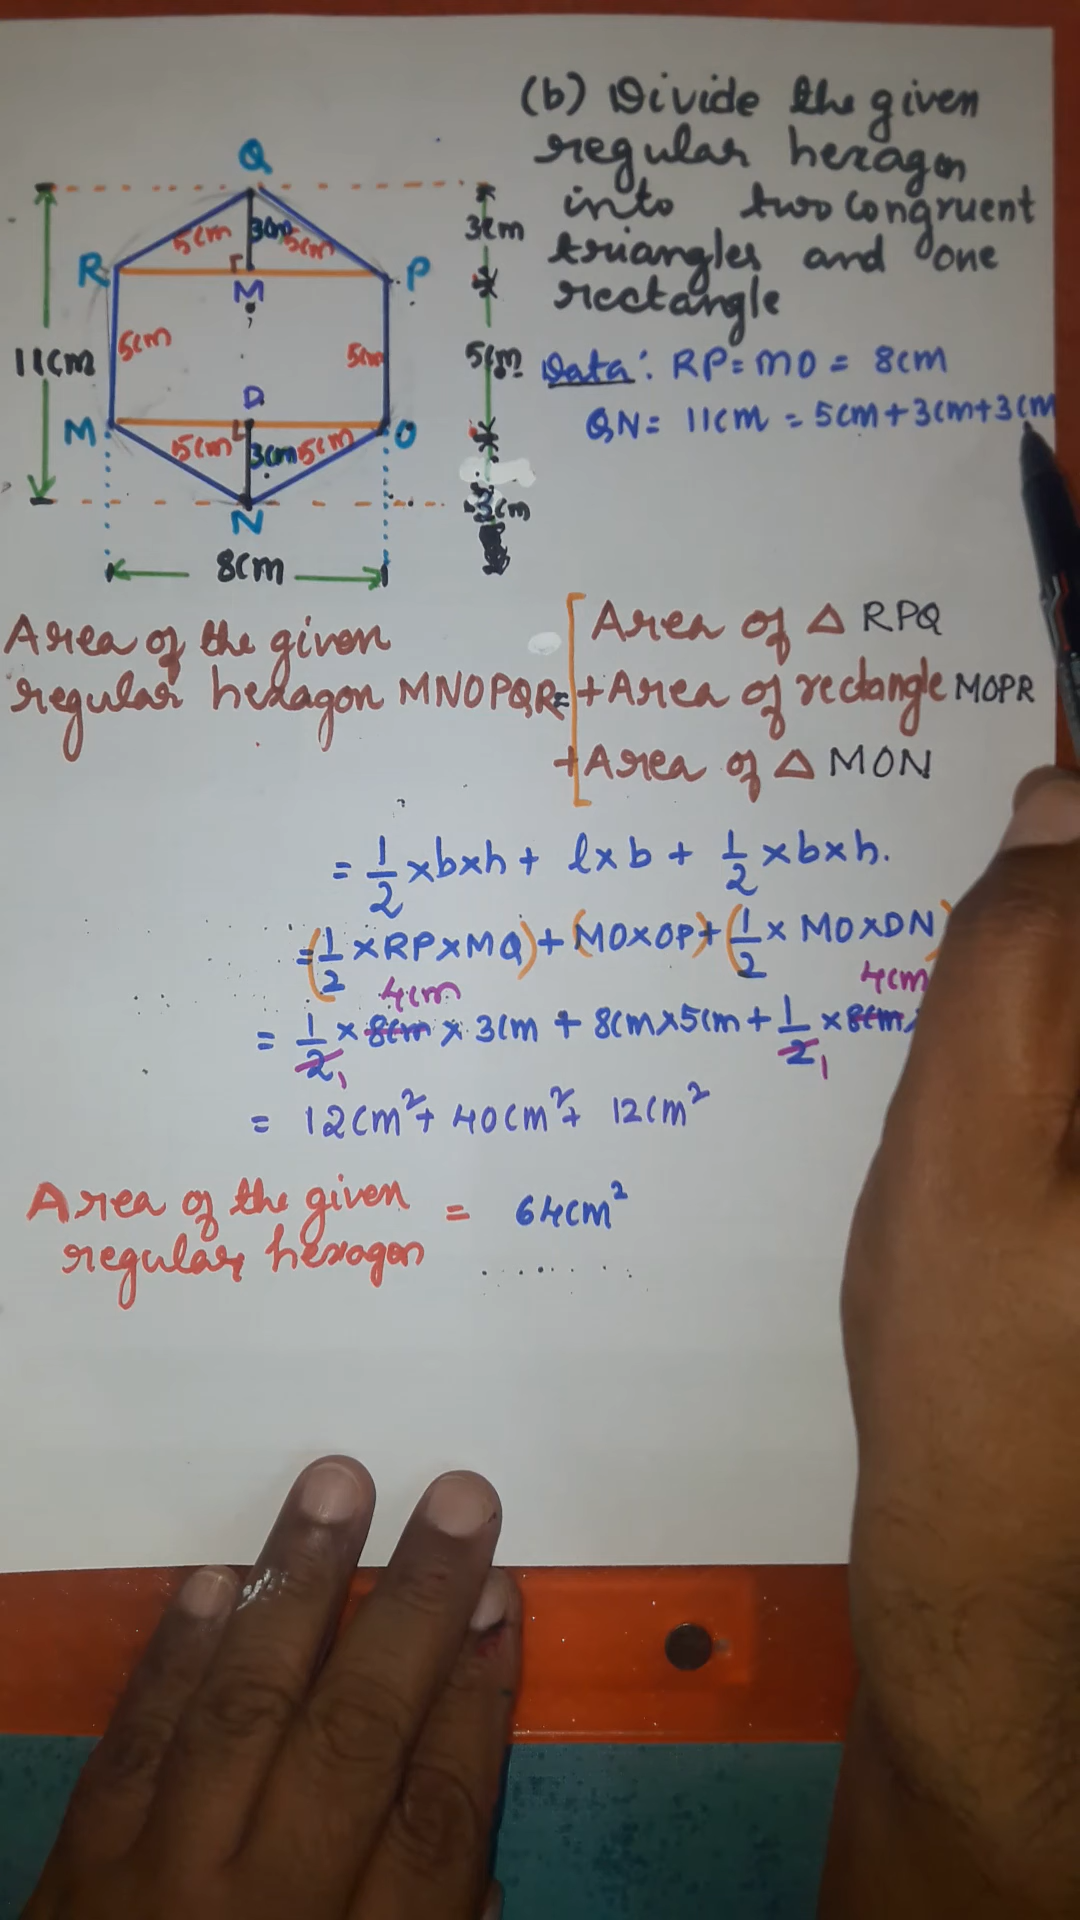 (b) Divide the given
regular hexagon
into two congruent
triangles and one
rectangle
Data: RP = MO = 8cm
QN = 11cm = 5cm+3cm+3cm
Q
5cm 3cm 5cm
3cm
R P
M
11cm 5cm 5cm 5cm
D
M O
5cm 3cm 5cm
3cm
N
8cm
Area of the given
regular hexagon MNOPQR =
Area of △ RPQ
+Area of rectangle MOPR
+Area of △ MON
= 1/2 ×b×h + l×b + 1/2 ×b×h.
=(1/2 ×RP×MQ)+(MO×OP)+(1/2 × MO×DN)
4cm 4cm
= 1/2 × 8cm × 3cm + 8cm×5cm + 1/2 ×8cm
1 1
= 12cm²+ 40cm²+ 12cm²
Area of the given
regular hexagon = 64cm²